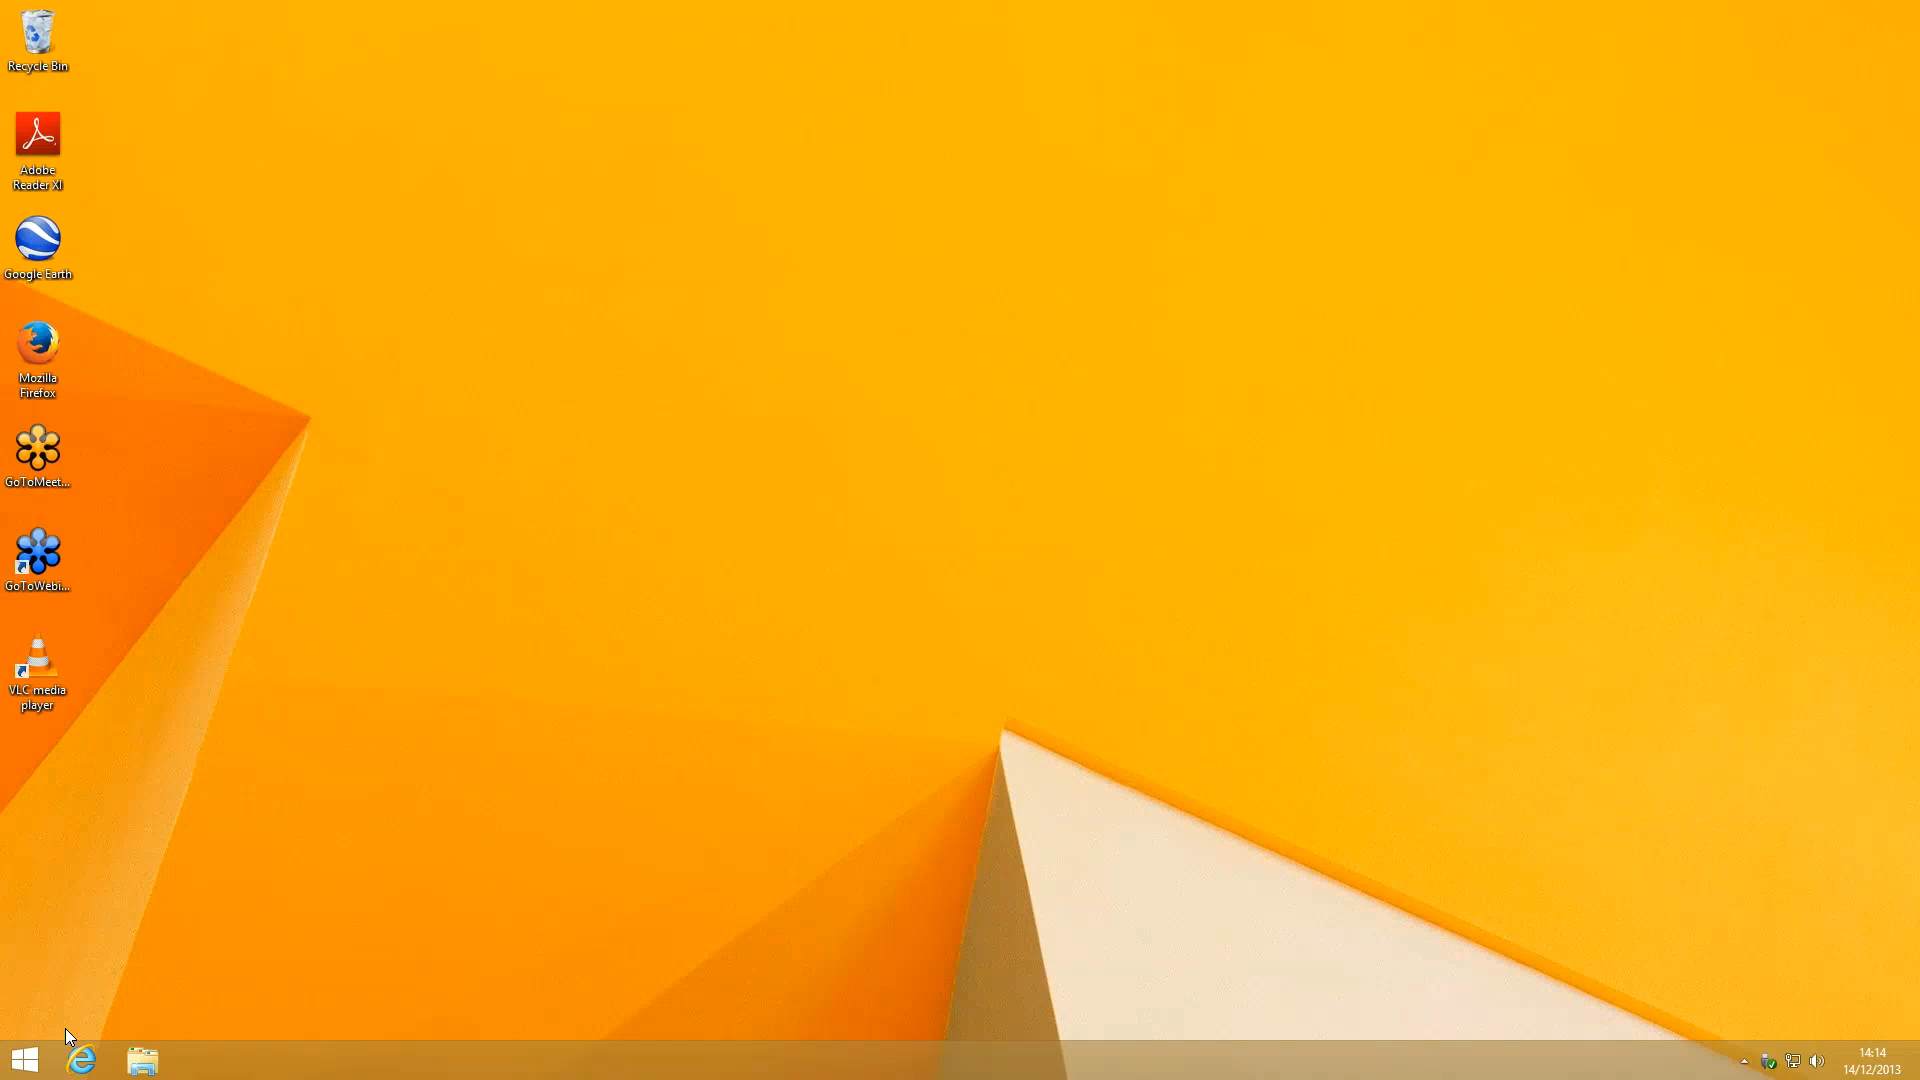 Recycle Bin
Adobe
Reader XI
Google Earth
Mozilla
Firefox
GoToMeet...
GoToWebi...
VLC media
player
14:14
14/12/2013